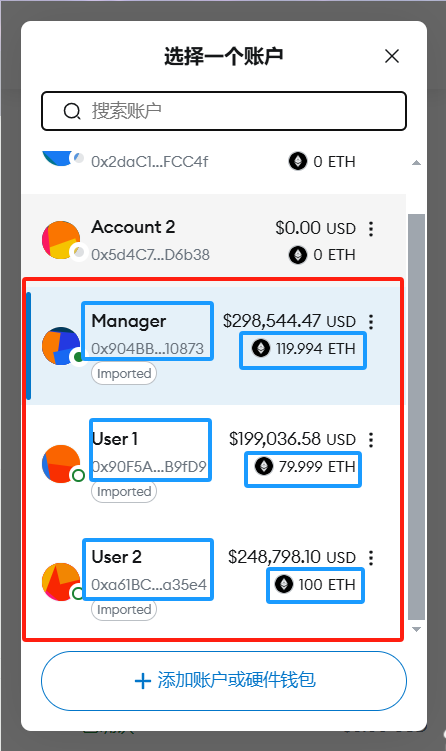 选择一个账户
搜索账户
0x2daC1...FCC4f 0 ETH
Account 2 $0.00 USD
0x5d4C7...D6b38 0 ETH
Manager $298,544.47 USD
0x904BB...10873 119.994 ETH
Imported
User 1 $199,036.58 USD
0x90F5A...B9fD9 79.999 ETH
Imported
User 2 $248,798.10 USD
0xa61BC...a35e4 100 ETH
Imported
+ 添加账户或硬件钱包